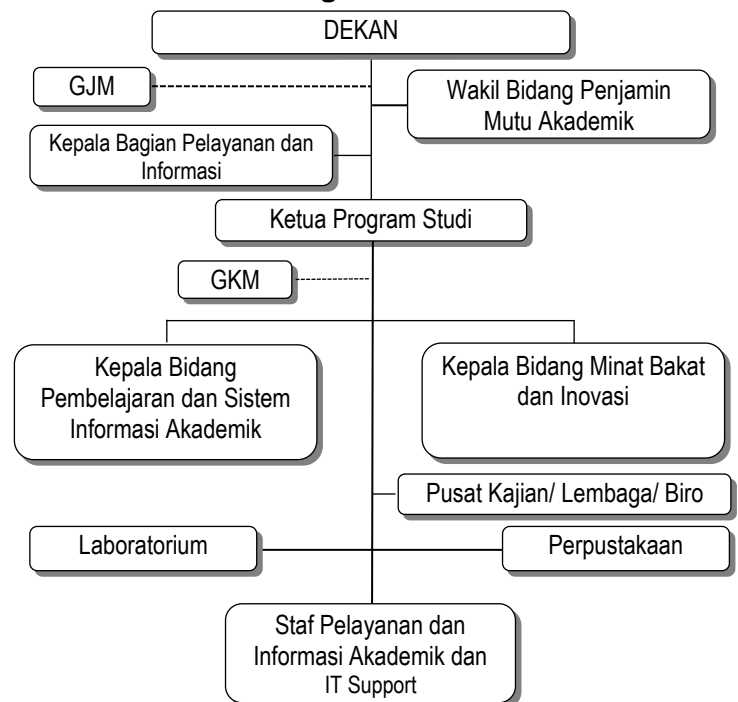 DEKAN
GJM
Wakil Bidang Penjamin
Mutu Akademik
Kepala Bagian Pelayanan dan
Informasi
Ketua Program Studi
GKM
Kepala Bidang
Pembelajaran dan Sistem
Informasi Akademik
Kepala Bidang Minat Bakat
dan Inovasi
Pusat Kajian/ Lembaga/ Biro
Laboratorium
Perpustakaan
Staf Pelayanan dan
Informasi Akademik dan
IT Support